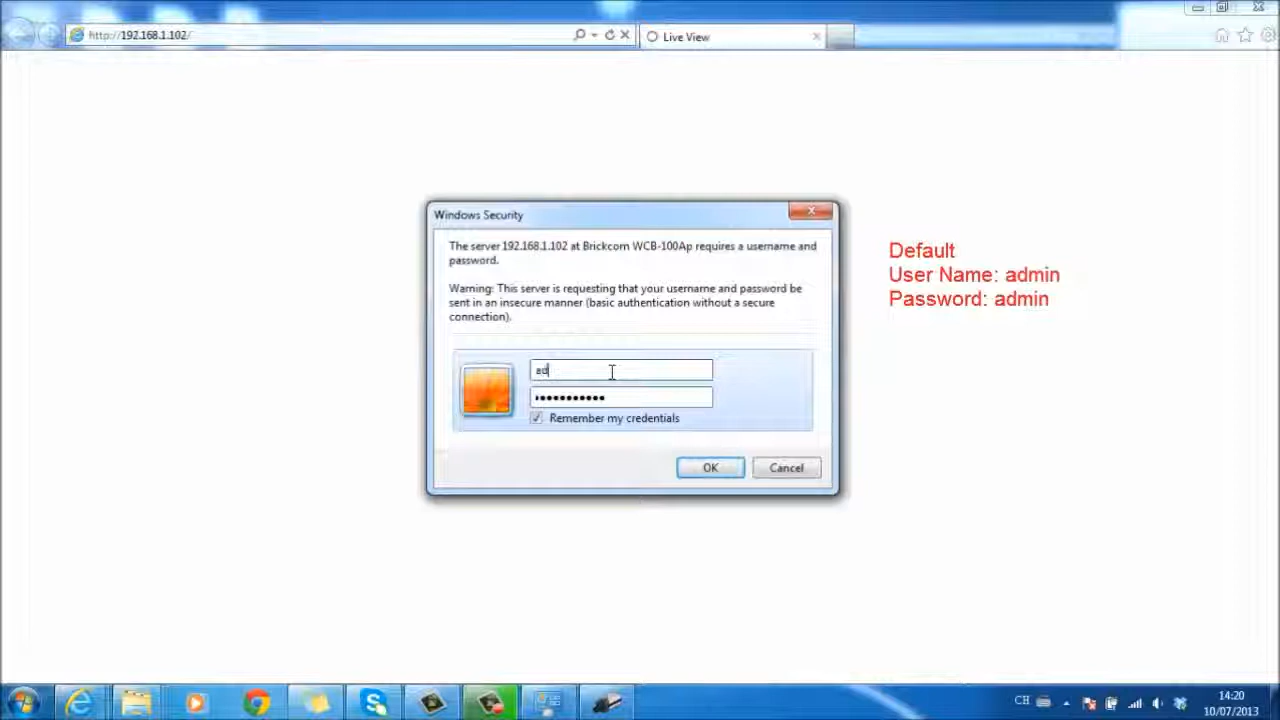 http://192.168.1.102/
Live View
Windows Security
The server 192.168.1.102 at Brickcom WCB-100Ap requires a username and
password.
Warning: This server is requesting that your username and password be
sent in an insecure manner (basic authentication without a secure
connection).
ad
Remember my credentials
OK
Cancel
Default
User Name: admin
Password: admin
CH
14:20
10/07/2013